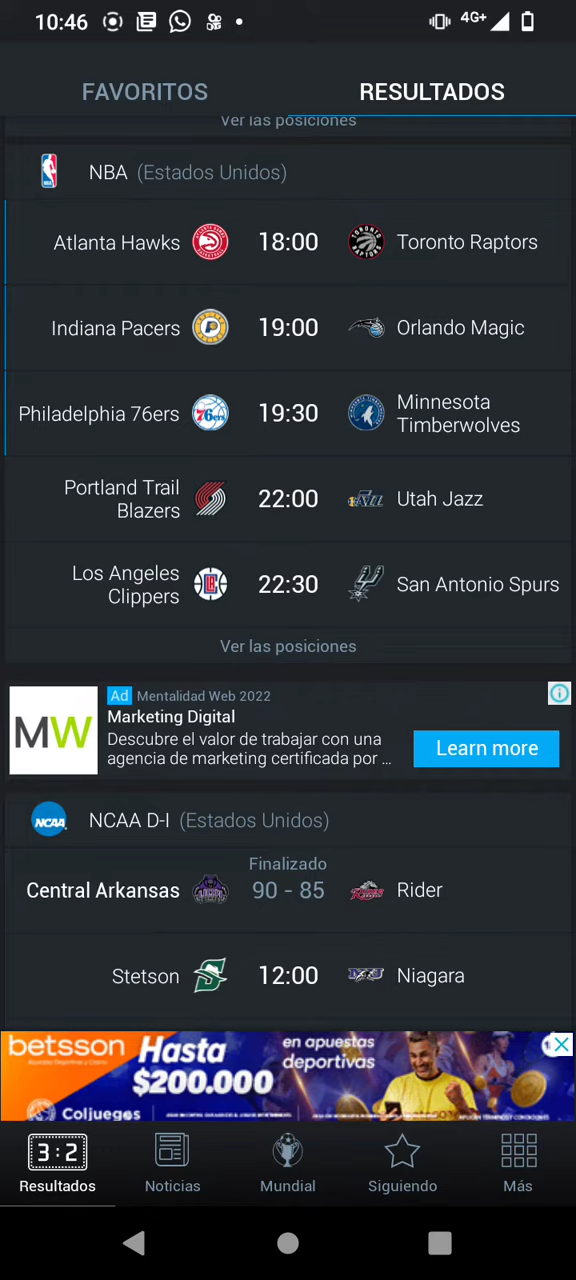 10:46
4G+
FAVORITOS
RESULTADOS
Ver las posiciones
NBA (Estados Unidos)
Atlanta Hawks 18:00 Toronto Raptors
Indiana Pacers 19:00 Orlando Magic
Philadelphia 76ers 19:30 Minnesota
Timberwolves
Portland Trail
Blazers 22:00 Utah Jazz
Los Angeles
Clippers 22:30 San Antonio Spurs
Ver las posiciones
MW
Ad Mentalidad Web 2022
Marketing Digital
Descubre el valor de trabajar con una
agencia de marketing certificada por ...
Learn more
NCAA NCAA D-I (Estados Unidos)
Finalizado
Central Arkansas 90 - 85 Rider
Stetson 12:00 Niagara
betsson Hasta
$200.000
en apuestas
deportivas
Coljuegos
3:2
Resultados
Noticias
Mundial
Siguiendo
Más